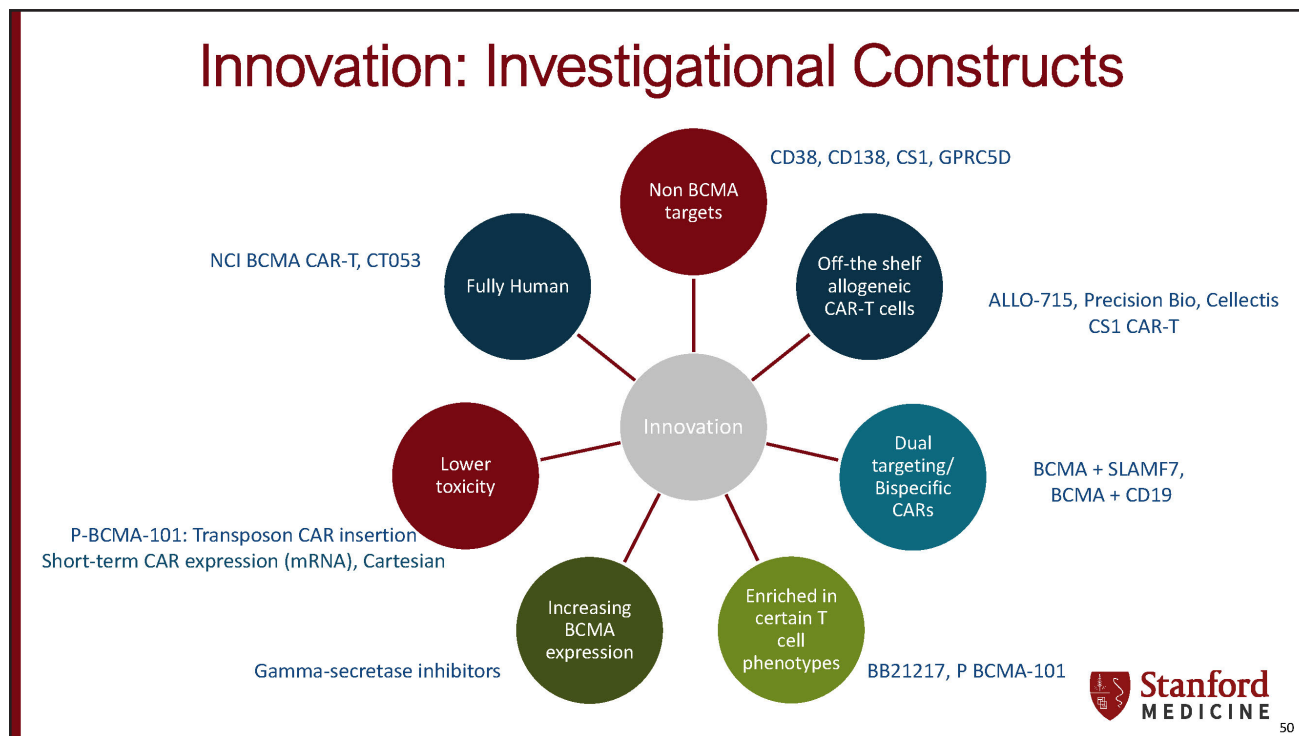 Innovation: Investigational Constructs
CD38, CD138, CS1, GPRC5D
Non BCMA
targets
NCI BCMA CAR-T, CT053
Fully Human
Off-the shelf
allogeneic
CAR-T cells
ALLO-715, Precision Bio, Cellectis
CS1 CAR-T
Innovation
Lower
toxicity
Dual
targeting/
Bispecific
CARs
BCMA + SLAMF7,
BCMA + CD19
P-BCMA-101: Transposon CAR insertion
Short-term CAR expression (mRNA), Cartesian
Increasing
BCMA
expression
Enriched in
certain T
cell
phenotypes
Gamma-secretase inhibitors
BB21217, P BCMA-101
Stanford
MEDICINE
50